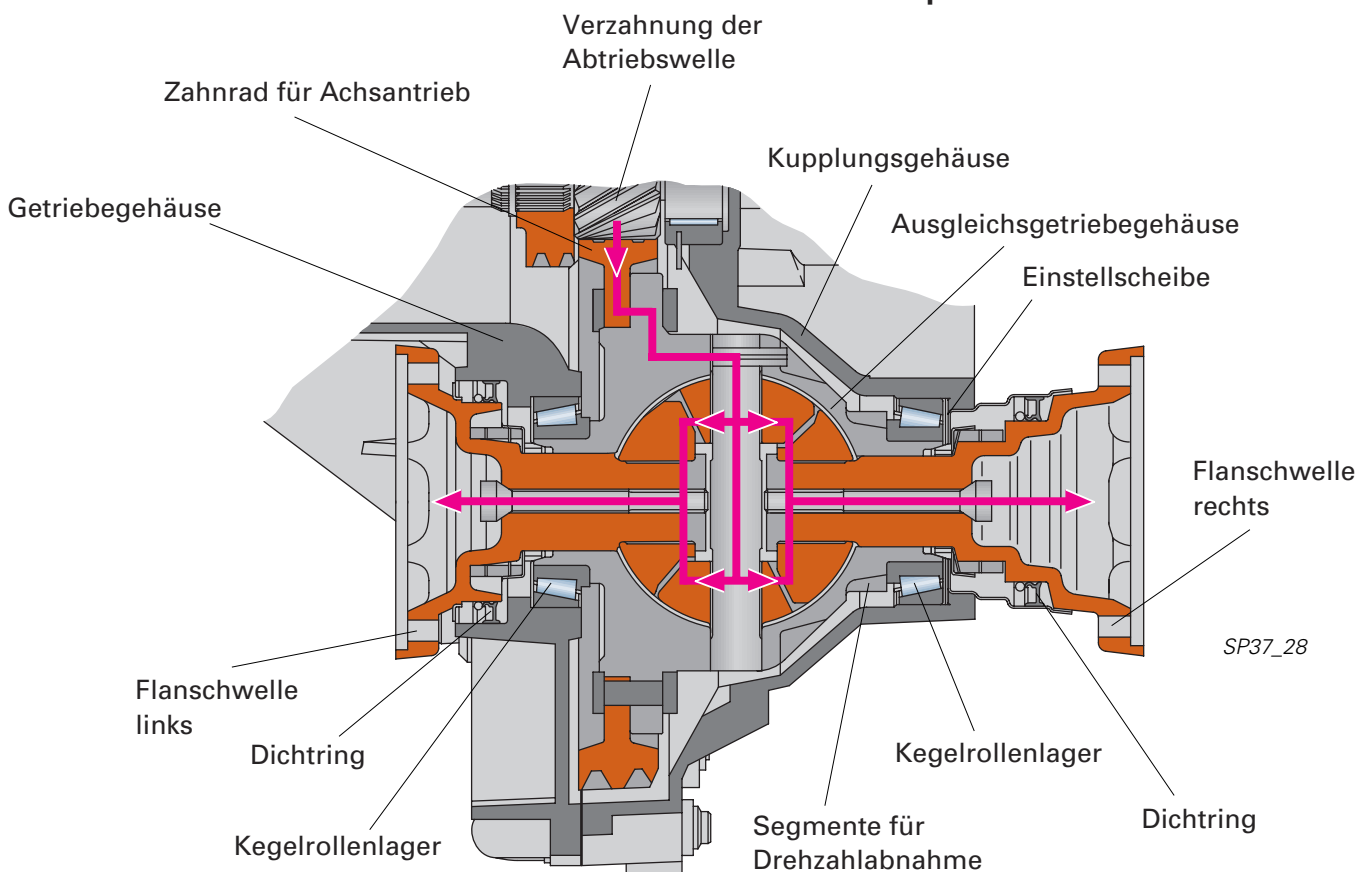 Verzahnung der
Abtriebswelle
Zahnrad für Achsantrieb
Kupplungsgehäuse
Getriebegehäuse
Ausgleichsgetriebegehäuse
Einstellscheibe
Flanschwelle
rechts
SP37_28
Flanschwelle
links
Dichtring
Kegelrollenlager
Kegelrollenlager
Segmente für
Drehzahlabnahme
Dichtring